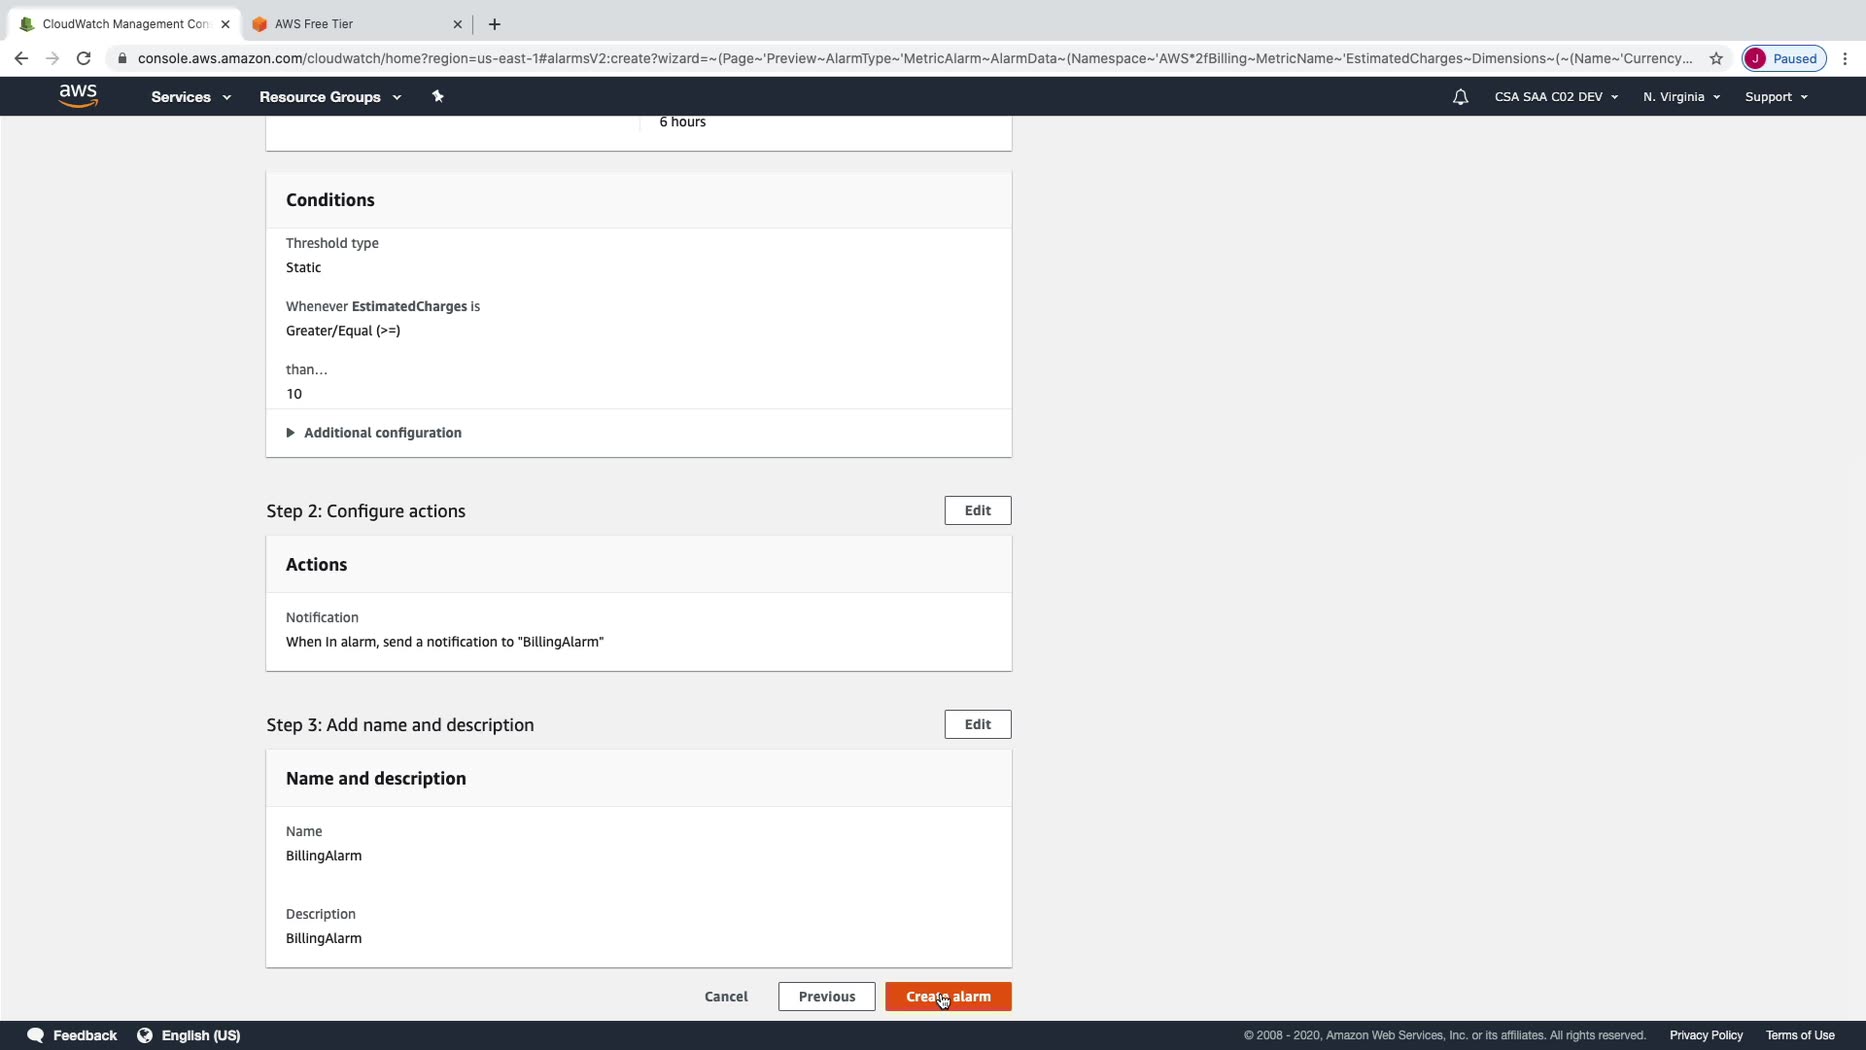 CloudWatch Management Con
AWS Free Tier
console.aws.amazon.com/cloudwatch/home?region=us-east-1#alarmsV2:create?wizard=~(Page~'Preview~AlarmType~'MetricAlarm~AlarmData~(Namespace~'AWS*2fBilling~MetricName~'EstimatedCharges~Dimensions~(~(Name~'Currency...
J Paused
aws Services Resource Groups CSA SAA C02 DEV N. Virginia Support
6 hours
Conditions
Threshold type
Static
Whenever EstimatedCharges is
Greater/Equal (>=)
than...
10
Additional configuration
Step 2: Configure actions Edit
Actions
Notification
When In alarm, send a notification to "BillingAlarm"
Step 3: Add name and description Edit
Name and description
Name
BillingAlarm
Description
BillingAlarm
Cancel Previous Create alarm
Feedback English (US) © 2008 - 2020, Amazon Web Services, Inc. or its affiliates. All rights reserved. Privacy Policy Terms of Use